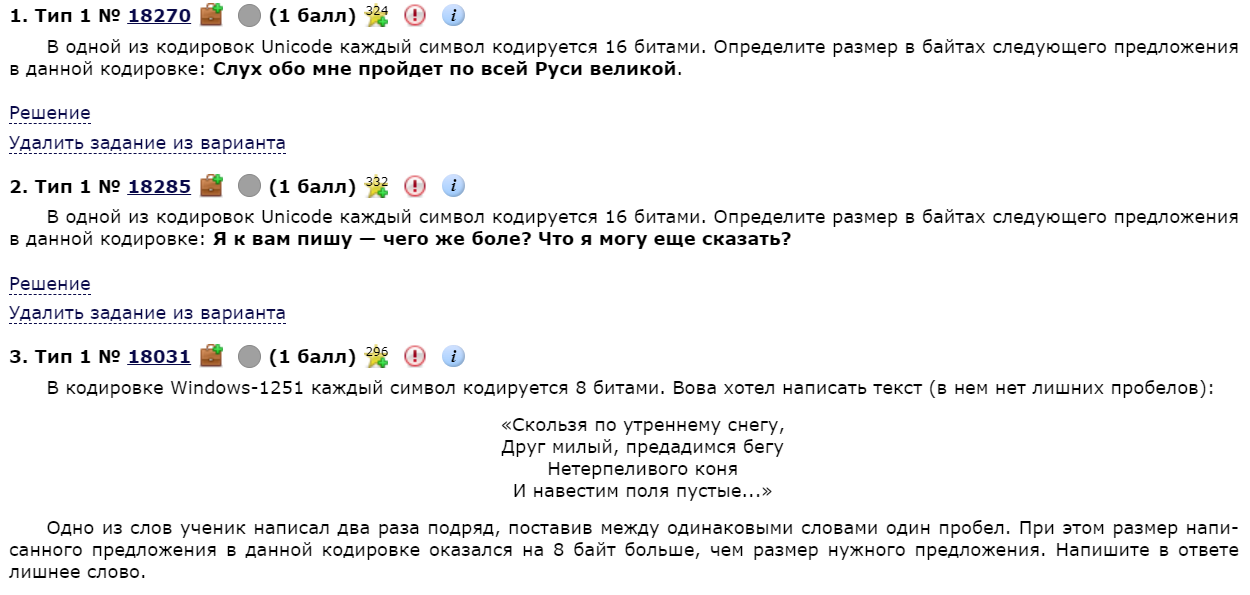 1. Тип 1 № 18270 (1 балл) 324
В одной из кодировок Unicode каждый символ кодируется 16 битами. Определите размер в байтах следующего предложения
в данной кодировке: Слух обо мне пройдет по всей Руси великой.
Решение
Удалить задание из варианта
2. Тип 1 № 18285 (1 балл) 332
В одной из кодировок Unicode каждый символ кодируется 16 битами. Определите размер в байтах следующего предложения
в данной кодировке: Я к вам пишу — чего же боле? Что я могу еще сказать?
Решение
Удалить задание из варианта
3. Тип 1 № 18031 (1 балл) 296
В кодировке Windows-1251 каждый символ кодируется 8 битами. Вова хотел написать текст (в нем нет лишних пробелов):
«Скользя по утреннему снегу,
Друг милый, предадимся бегу
Нетерпеливого коня
И навестим поля пустые...»
Одно из слов ученик написал два раза подряд, поставив между одинаковыми словами один пробел. При этом размер напи-
санного предложения в данной кодировке оказался на 8 байт больше, чем размер нужного предложения. Напишите в ответе
лишнее слово.